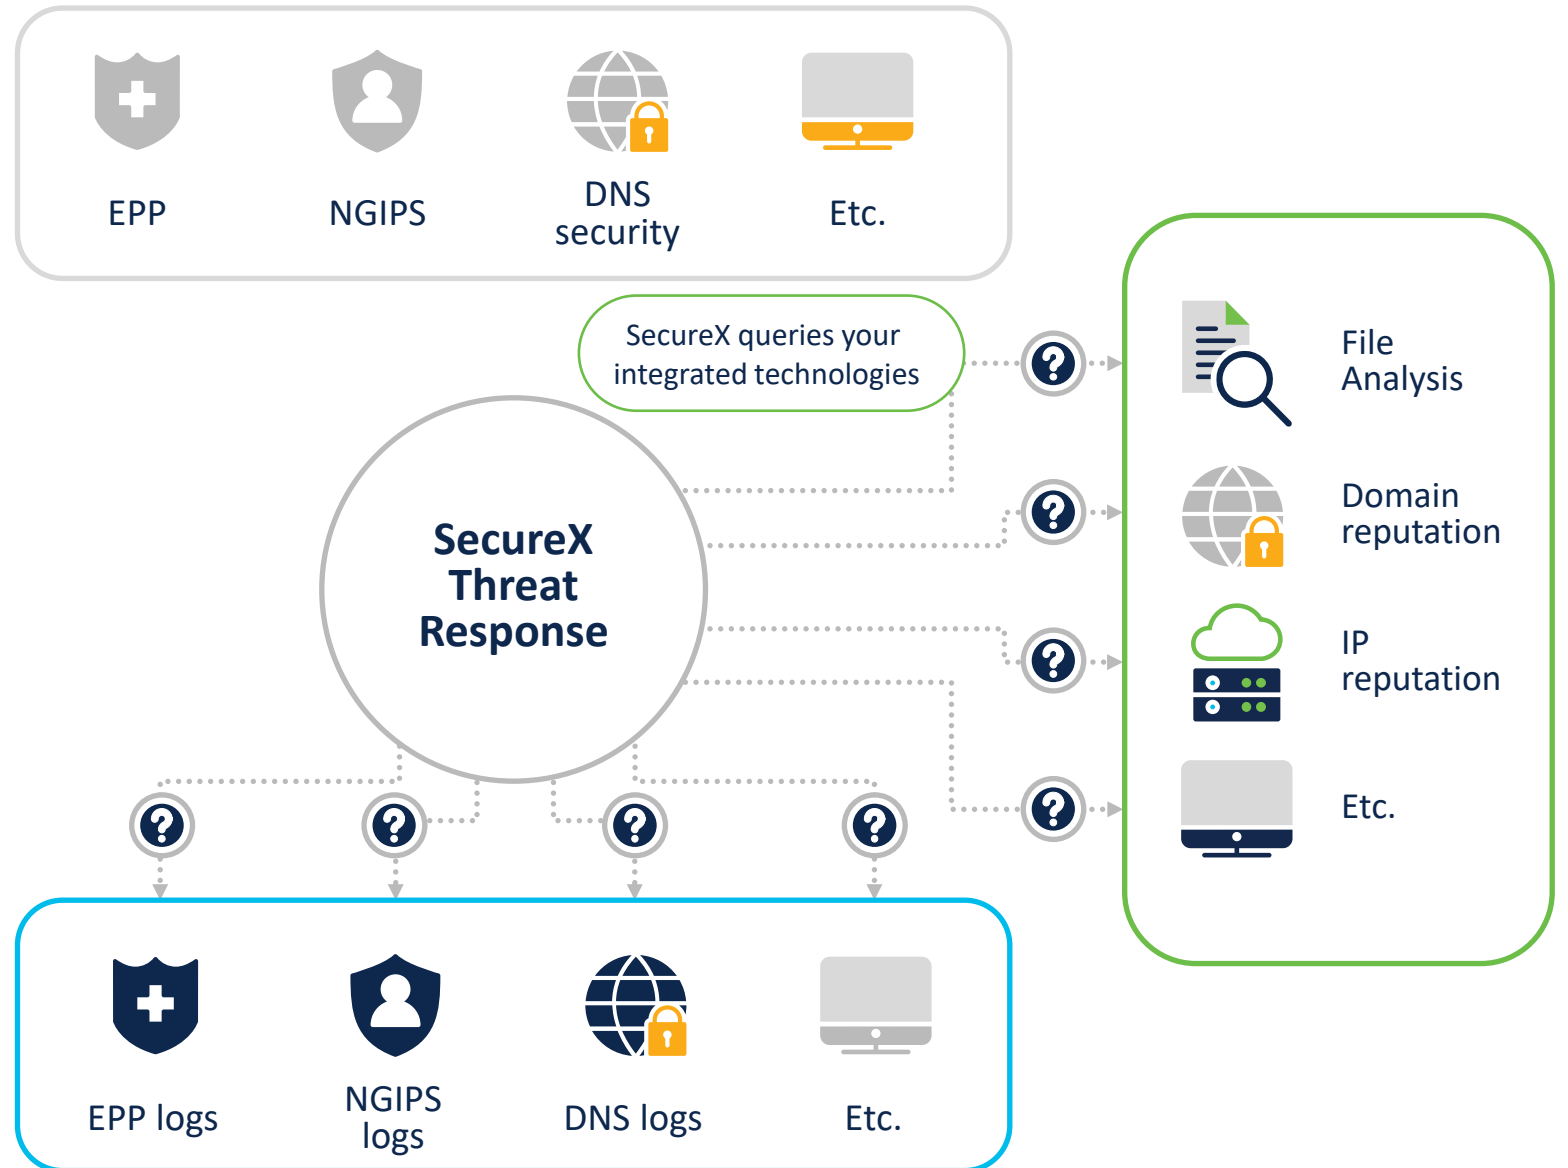 EPP
NGIPS
DNS
security
Etc.
SecureX queries your
integrated technologies
File
Analysis
Domain
reputation
IP
reputation
Etc.
SecureX
Threat
Response
EPP logs
NGIPS
logs
DNS logs
Etc.